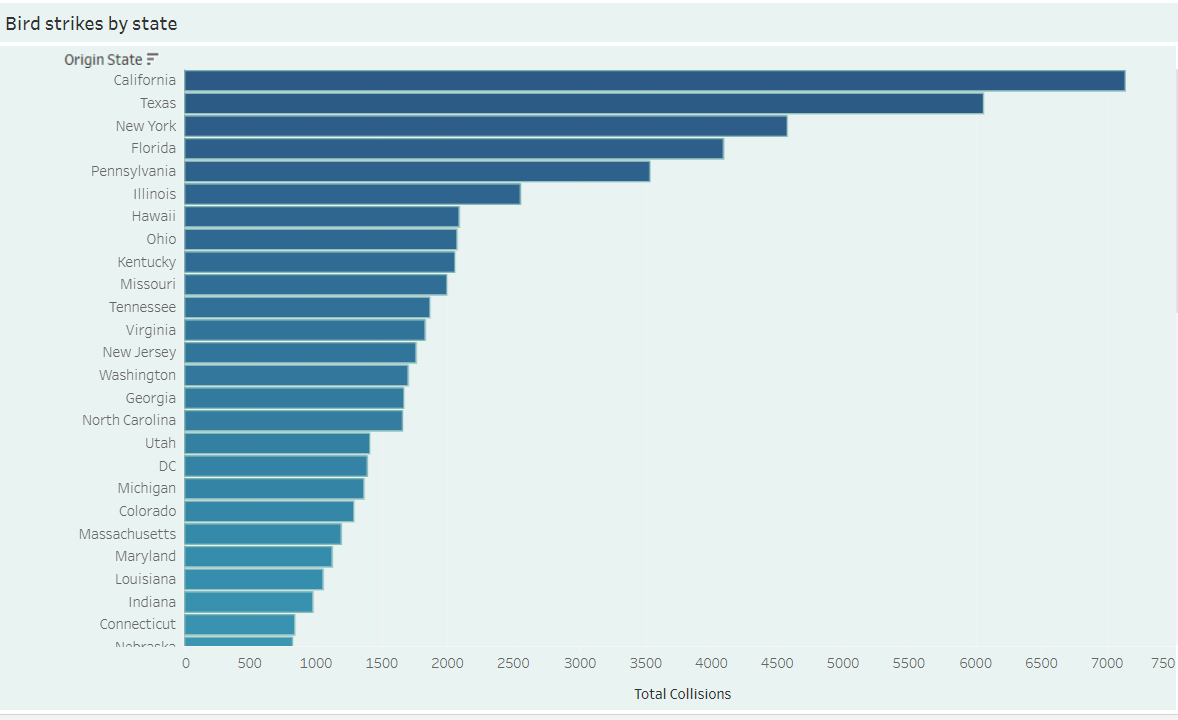 Bird strikes by state
Origin State
California
Texas
New York
Florida
Pennsylvania
Illinois
Hawaii
Ohio
Kentucky
Missouri
Tennessee
Virginia
New Jersey
Washington
Georgia
North Carolina
Utah
DC
Michigan
Colorado
Massachusetts
Maryland
Louisiana
Indiana
Connecticut
Nebraska
0 500 1000 1500 2000 2500 3000 3500 4000 4500 5000 5500 6000 6500 7000 750
Total Collisions